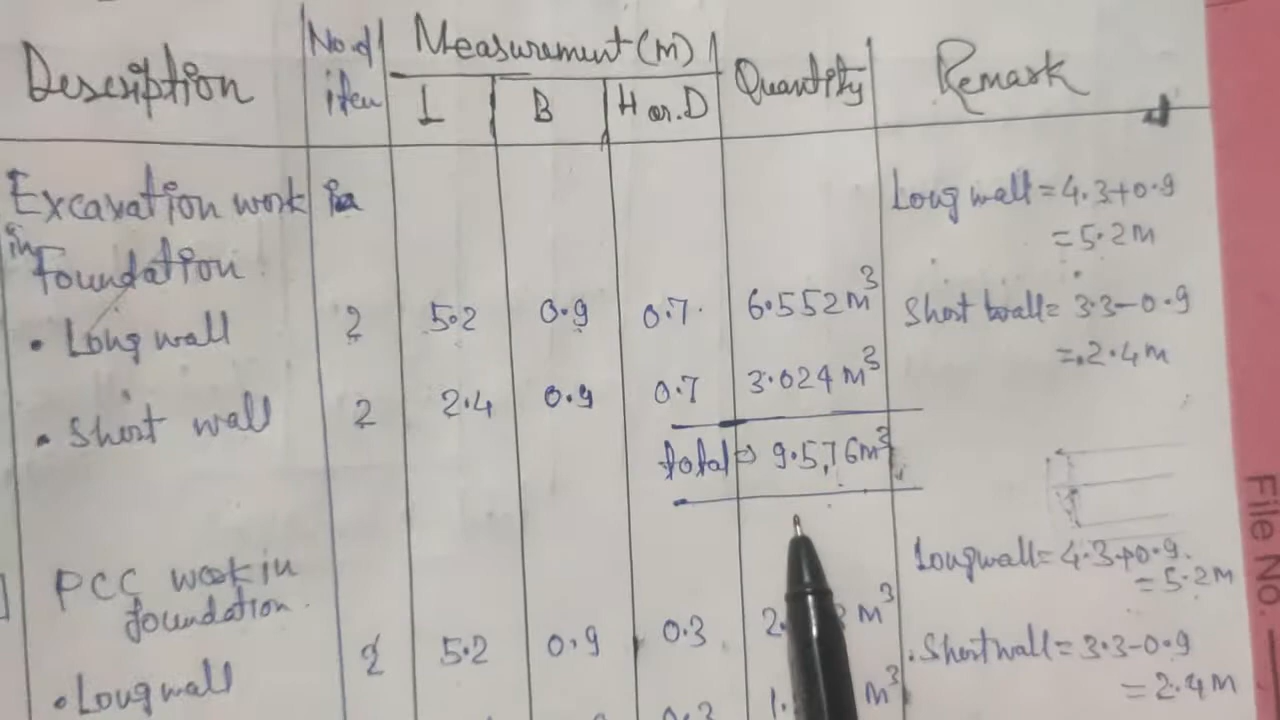 Description No. of item Measurement (m) Quantity Remark
L B H or D
Excavation work
in Foundation
Long wall = 4.3+0.9
= 5.2m
• Long wall 2 5.2 0.9 0.7 6.552m³
Short wall = 3.3-0.9
= 2.4m
• Short wall 2 2.4 0.9 0.7 3.024m³
total ⇒ 9.576m³
PCC work in
foundation
Long wall = 4.3+0.9
= 5.2m
• Long wall 2 5.2 0.9 0.3 m³
Short wall = 3.3-0.9
= 2.4m
m³
File No.